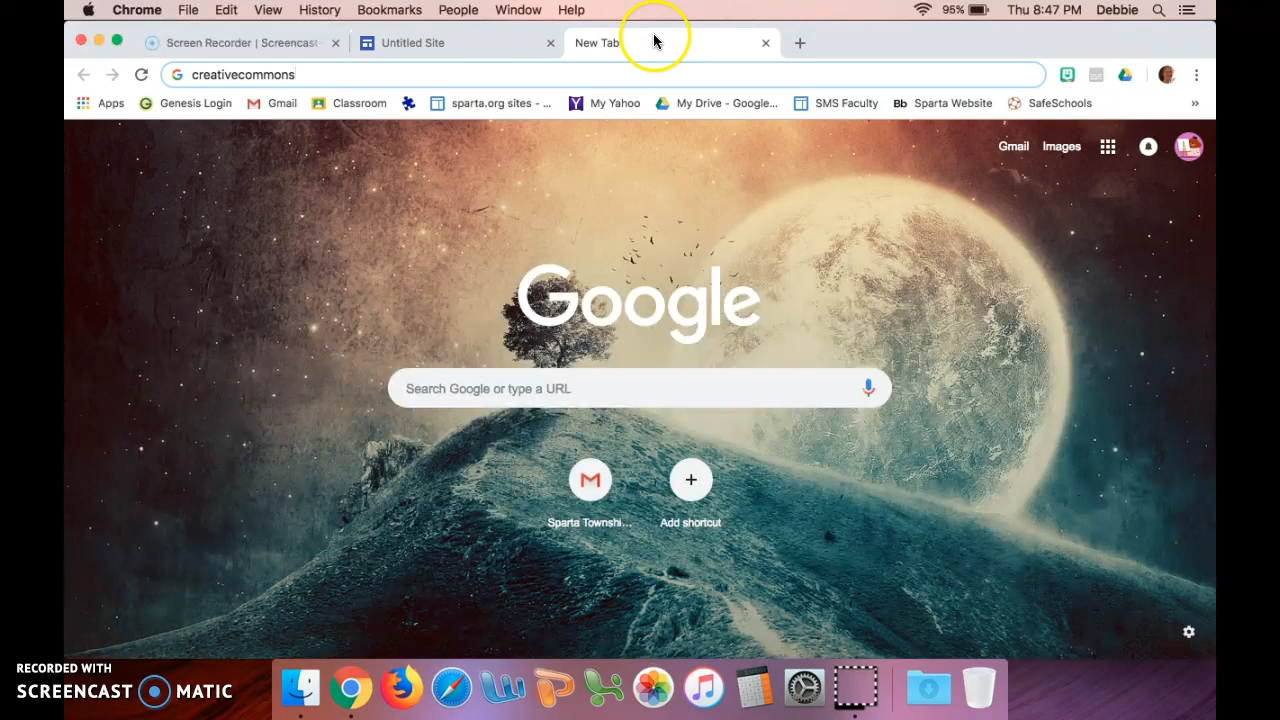 Chrome File Edit View History Bookmarks People Window Help 95% Thu 8:47 PM Debbie
Screen Recorder | Screencast- Untitled Site New Tab
creativecommons
Apps Genesis Login Gmail Classroom sparta.org sites - ... My Yahoo My Drive - Google... SMS Faculty Bb Sparta Website SafeSchools »
Gmail Images
Google
Search Google or type a URL
Sparta Townshi... Add shortcut
RECORDED WITH
SCREENCAST MATIC